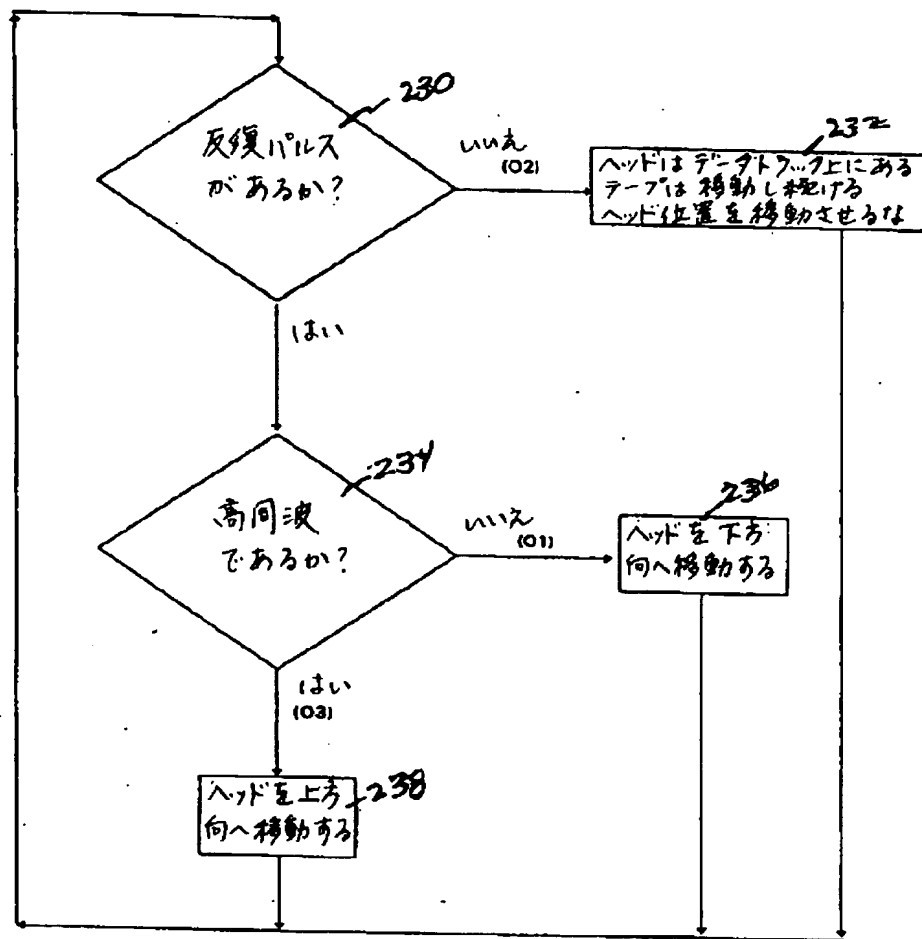 230
反復パルス
があるか?
いいえ
(02)
232
ヘッドはデータトラック上にある
テープは移動し続ける
ヘッド位置を移動させるな
はい
234
高周波
であるか?
いいえ
(01)
236
ヘッドを下方
向へ移動する
はい
(03)
ヘッドを上方
向へ移動する
238